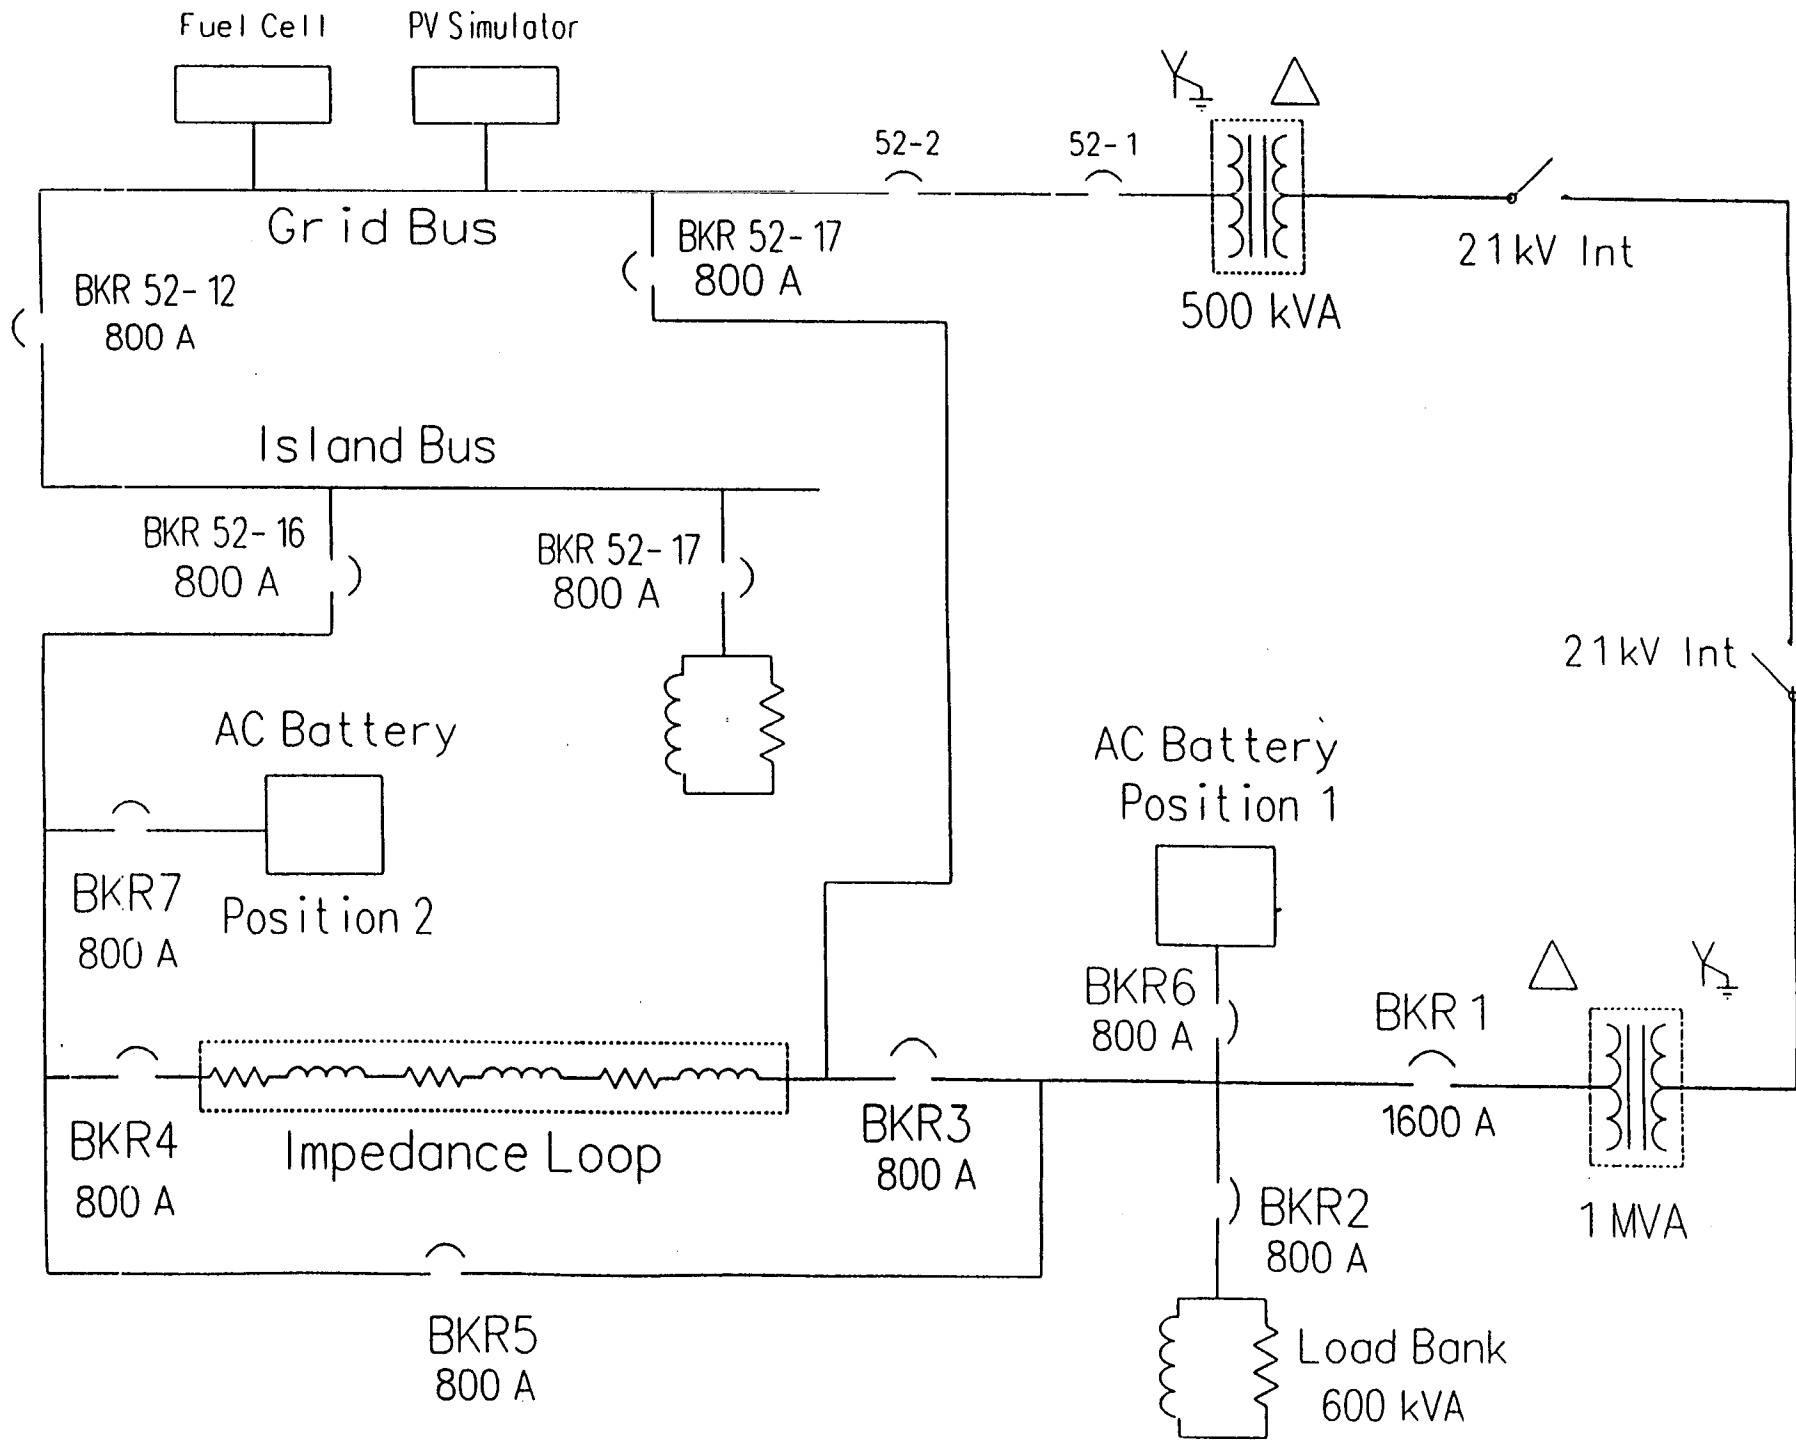 Fuel Cell
PV Simulator
52-2
52-1
Grid Bus
BKR 52-17
800 A
21kV Int
500 kVA
BKR 52-12
800 A
Island Bus
BKR 52-16
800 A
BKR 52-17
800 A
21kV Int
AC Battery
Position 2
AC Battery
Position 1
BKR7
800 A
BKR6
800 A
BKR 1
1600 A
BKR4
800 A
Impedance Loop
BKR3
800 A
BKR2
800 A
1 MVA
BKR5
800 A
Load Bank
600 kVA